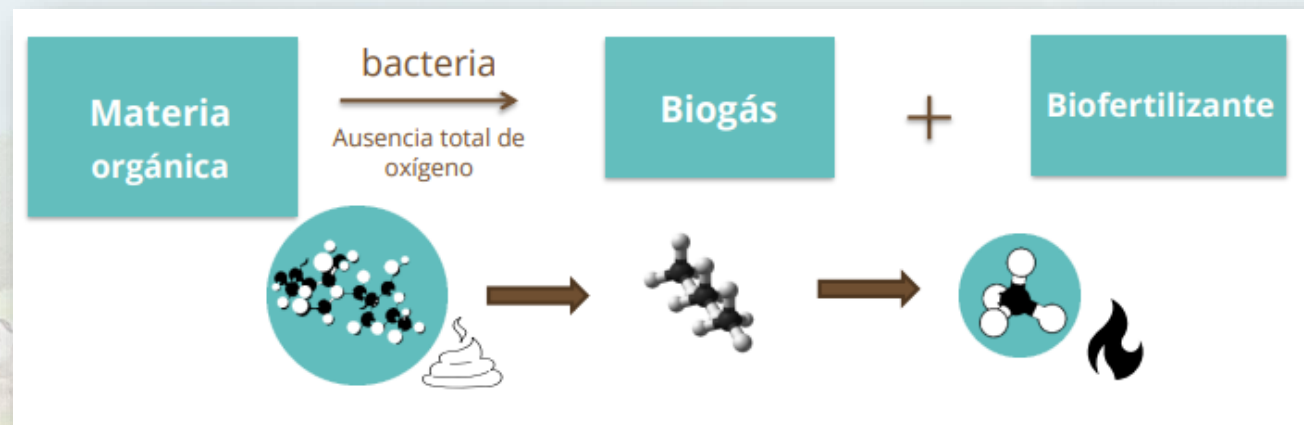 Materia
orgánica
bacteria
Ausencia total de
oxígeno
Biogás
+
Biofertilizante